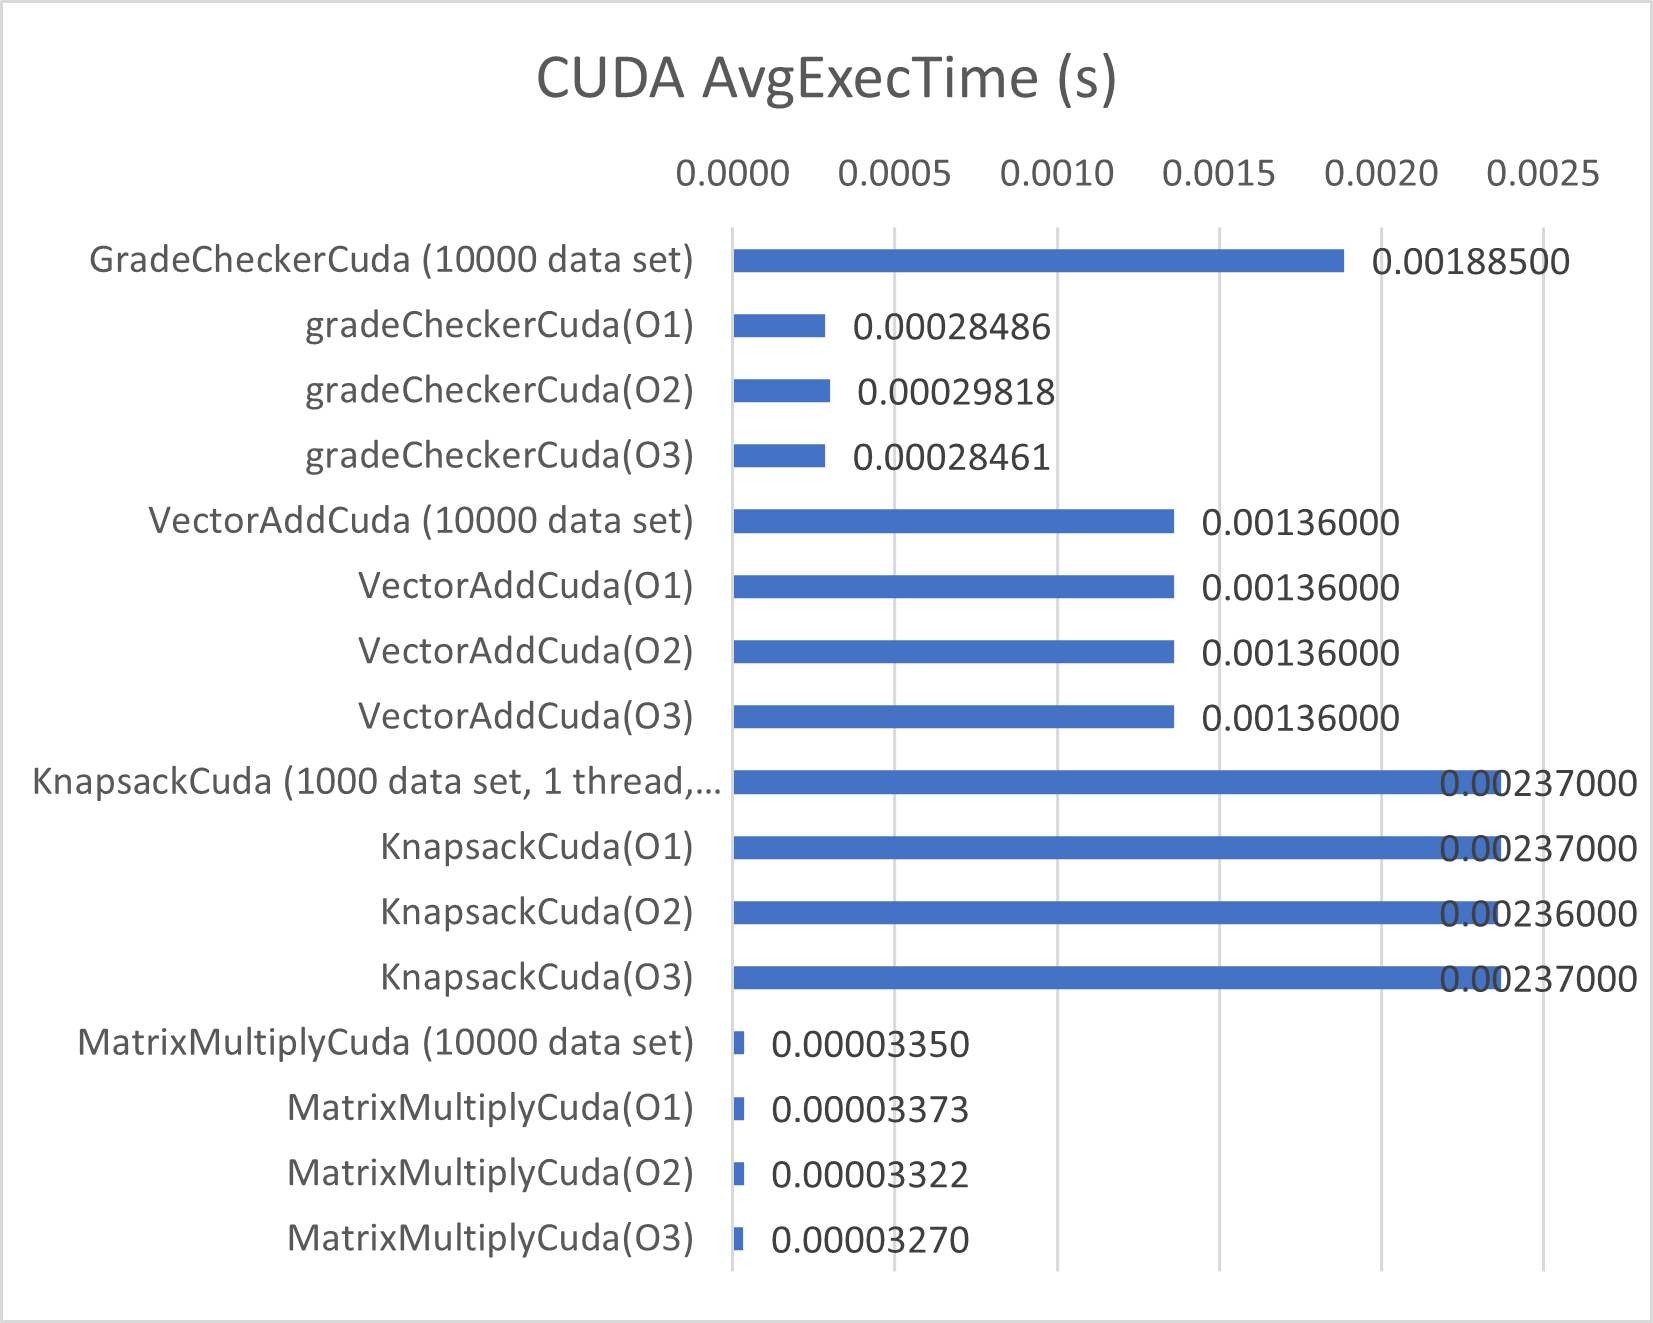 CUDA AvgExecTime (s)
0.0000 0.0005 0.0010 0.0015 0.0020 0.0025
GradeCheckerCuda (10000 data set) 0.00188500
gradeCheckerCuda(O1) 0.00028486
gradeCheckerCuda(O2) 0.00029818
gradeCheckerCuda(O3) 0.00028461
VectorAddCuda (10000 data set) 0.00136000
VectorAddCuda(O1) 0.00136000
VectorAddCuda(O2) 0.00136000
VectorAddCuda(O3) 0.00136000
KnapsackCuda (1000 data set, 1 thread,... 0.00237000
KnapsackCuda(O1) 0.00237000
KnapsackCuda(O2) 0.00236000
KnapsackCuda(O3) 0.00237000
MatrixMultiplyCuda (10000 data set) 0.00003350
MatrixMultiplyCuda(O1) 0.00003373
MatrixMultiplyCuda(O2) 0.00003322
MatrixMultiplyCuda(O3) 0.00003270